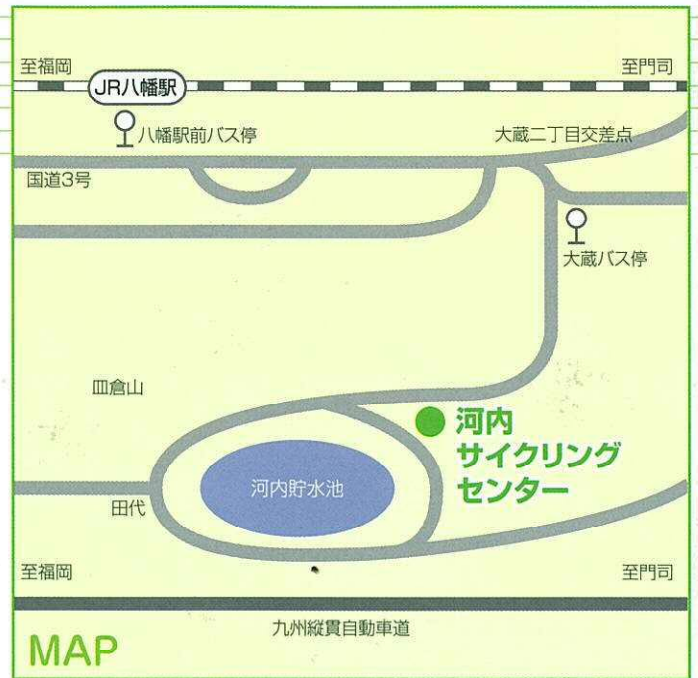 至福岡
至門司
JR八幡駅
八幡駅前バス停
大蔵二丁目交差点
国道3号
大蔵バス停
皿倉山
河内
サイクリング
センター
河内貯水池
田代
至福岡
至門司
九州縦貫自動車道
MAP